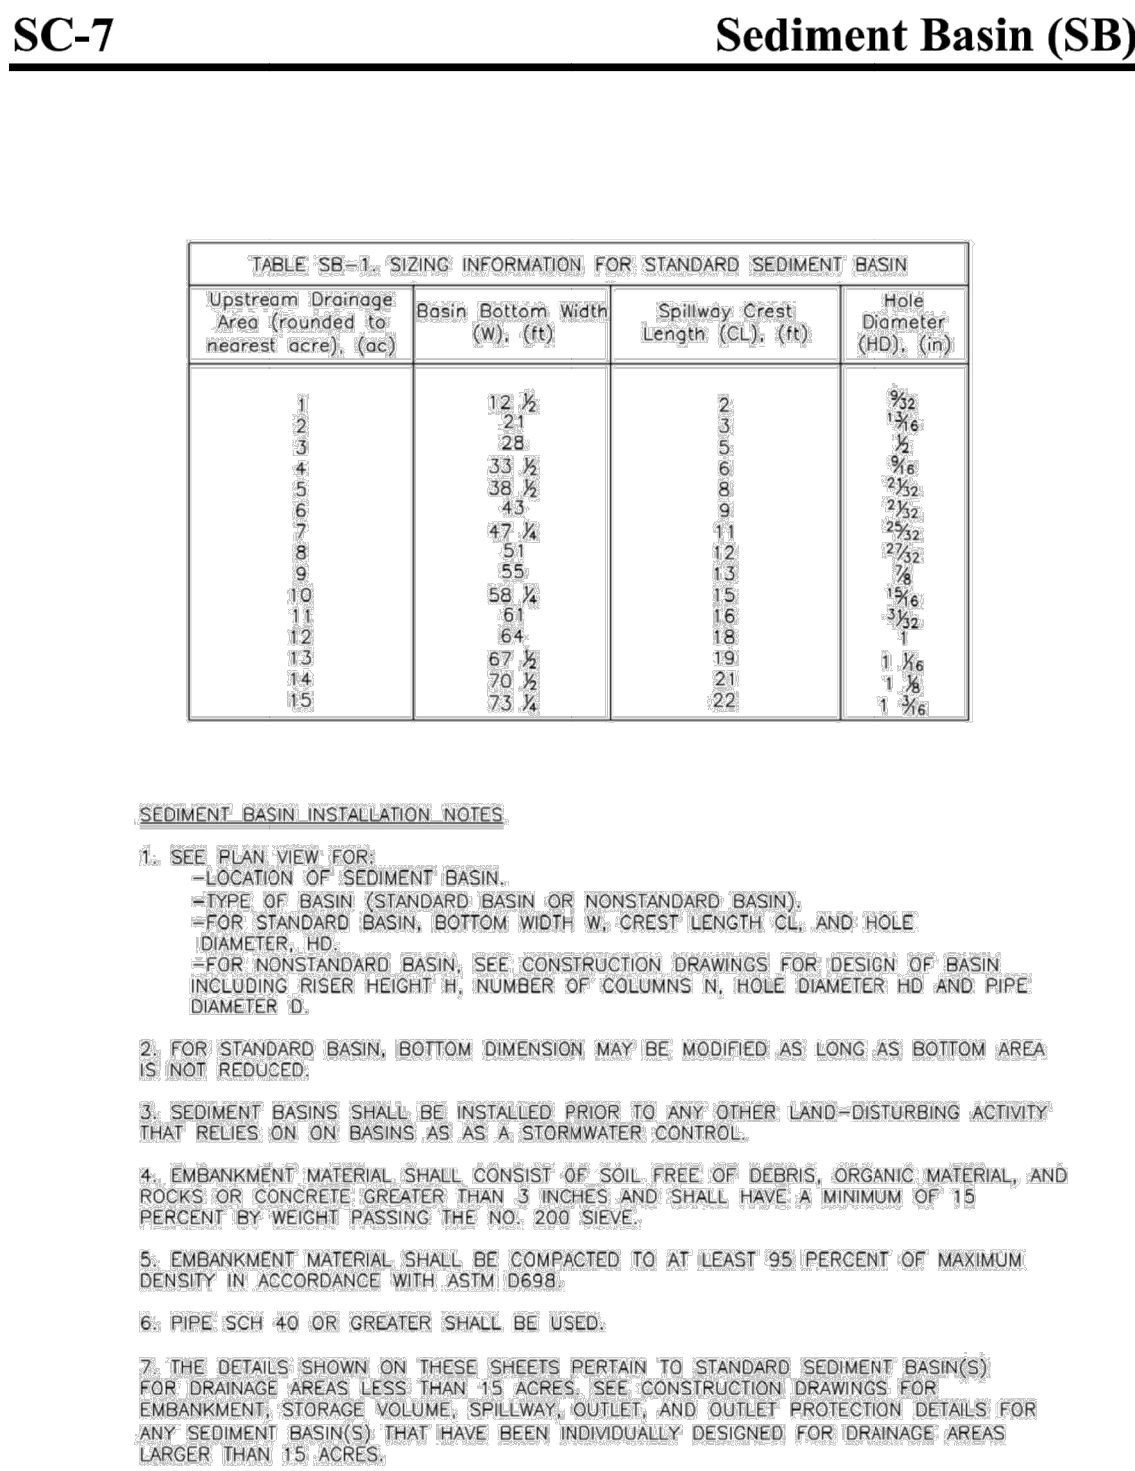 SC-7 Sediment Basin (SB)
TABLE SB-1. SIZING INFORMATION FOR STANDARD SEDIMENT BASIN
Upstream Drainage Area (rounded to nearest acre), (ac) Basin Bottom Width (W), (ft) Spillway Crest Length (CL), (ft) Hole Diameter (HD), (in)
1 12 ½ 2 9/32
2 21 3 13/16
3 28 5 ½
4 33 ½ 6 9/16
5 38 ½ 8 21/32
6 43 9 21/32
7 47 ¼ 11 25/32
8 51 12 27/32
9 55 13 7/8
10 58 ¼ 15 15/16
11 61 16 31/32
12 64 18 1
13 67 ½ 19 1 1/16
14 70 ½ 21 1 1/8
15 73 ¼ 22 1 3/16
SEDIMENT BASIN INSTALLATION NOTES
1. SEE PLAN VIEW FOR:
-LOCATION OF SEDIMENT BASIN.
-TYPE OF BASIN (STANDARD BASIN OR NONSTANDARD BASIN).
-FOR STANDARD BASIN, BOTTOM WIDTH W, CREST LENGTH CL, AND HOLE
DIAMETER, HD.
-FOR NONSTANDARD BASIN, SEE CONSTRUCTION DRAWINGS FOR DESIGN OF BASIN
INCLUDING RISER HEIGHT H, NUMBER OF COLUMNS N, HOLE DIAMETER HD AND PIPE
DIAMETER D.
2. FOR STANDARD BASIN, BOTTOM DIMENSION MAY BE MODIFIED AS LONG AS BOTTOM AREA
IS NOT REDUCED.
3. SEDIMENT BASINS SHALL BE INSTALLED PRIOR TO ANY OTHER LAND-DISTURBING ACTIVITY
THAT RELIES ON ON BASINS AS AS A STORMWATER CONTROL.
4. EMBANKMENT MATERIAL SHALL CONSIST OF SOIL FREE OF DEBRIS, ORGANIC MATERIAL, AND
ROCKS OR CONCRETE GREATER THAN 3 INCHES AND SHALL HAVE A MINIMUM OF 15
PERCENT BY WEIGHT PASSING THE NO. 200 SIEVE.
5. EMBANKMENT MATERIAL SHALL BE COMPACTED TO AT LEAST 95 PERCENT OF MAXIMUM
DENSITY IN ACCORDANCE WITH ASTM D698.
6. PIPE SCH 40 OR GREATER SHALL BE USED.
7. THE DETAILS SHOWN ON THESE SHEETS PERTAIN TO STANDARD SEDIMENT BASIN(S)
FOR DRAINAGE AREAS LESS THAN 15 ACRES. SEE CONSTRUCTION DRAWINGS FOR
EMBANKMENT, STORAGE VOLUME, SPILLWAY, OUTLET, AND OUTLET PROTECTION DETAILS FOR
ANY SEDIMENT BASIN(S) THAT HAVE BEEN INDIVIDUALLY DESIGNED FOR DRAINAGE AREAS
LARGER THAN 15 ACRES.